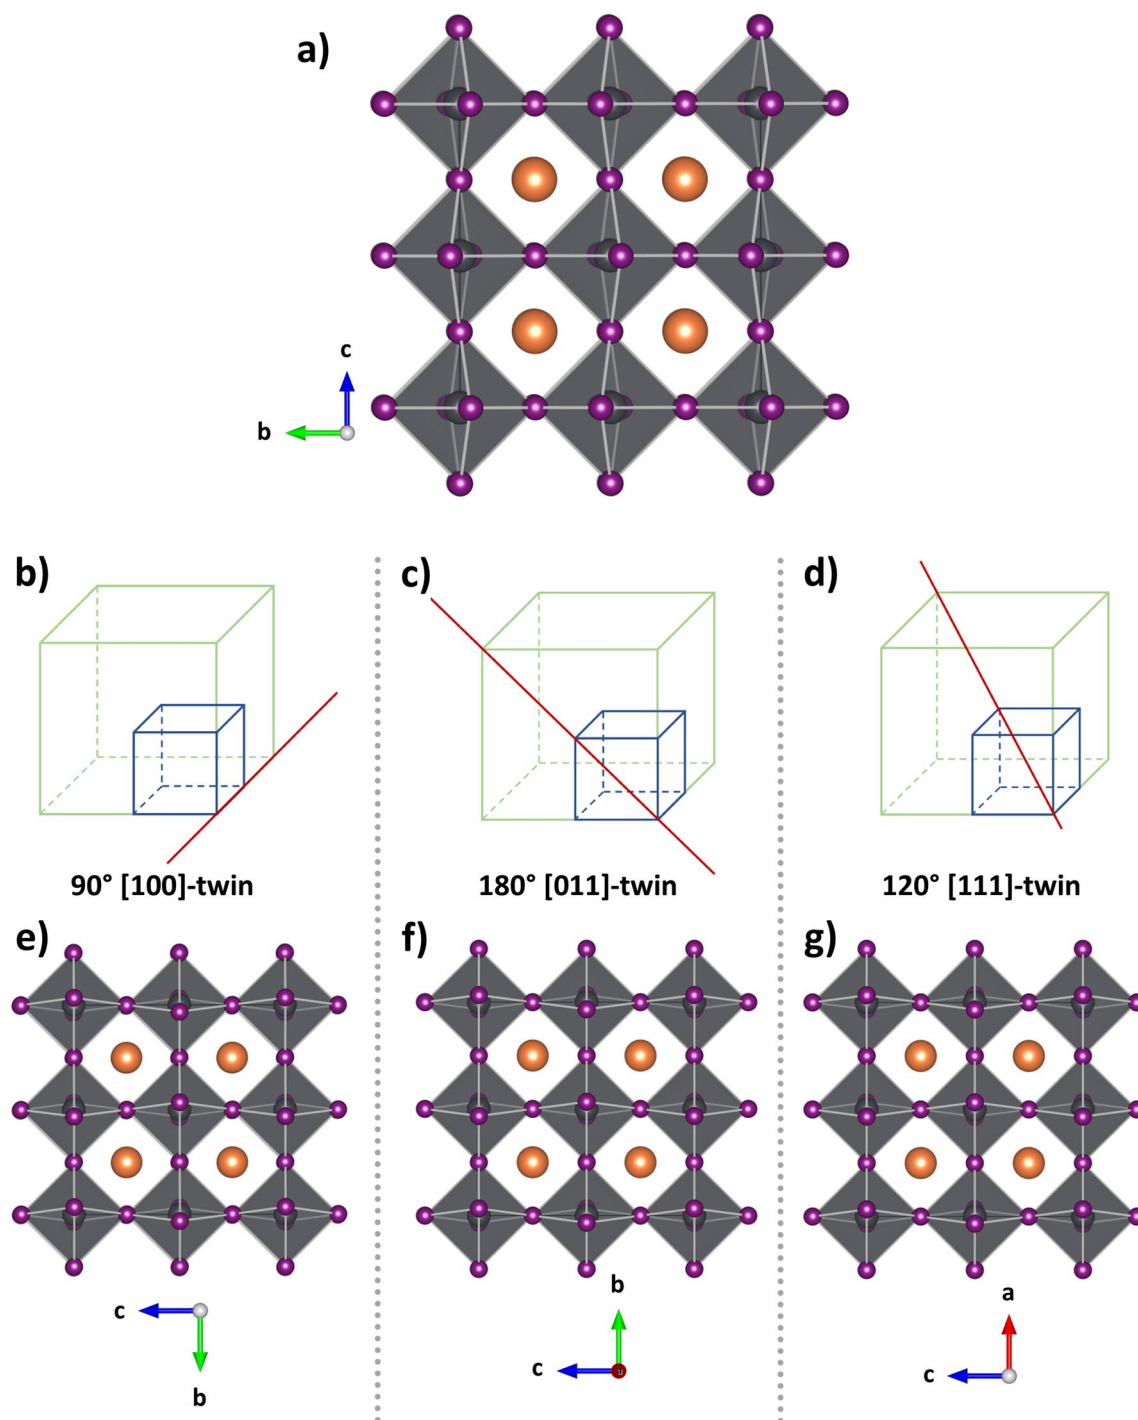 a)
c
b
b)
c)
d)
90° [100]-twin
180° [011]-twin
120° [111]-twin
e)
f)
g)
c
b
b
c
a
c